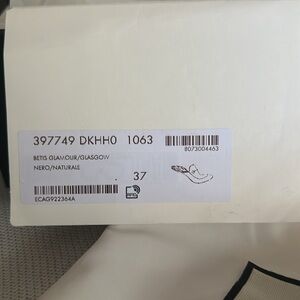 397749 DKHH0 1063
8073004463
BETIS GLAMOUR/GLASGOW
NERO/NATURALE
37
ECAG922364A